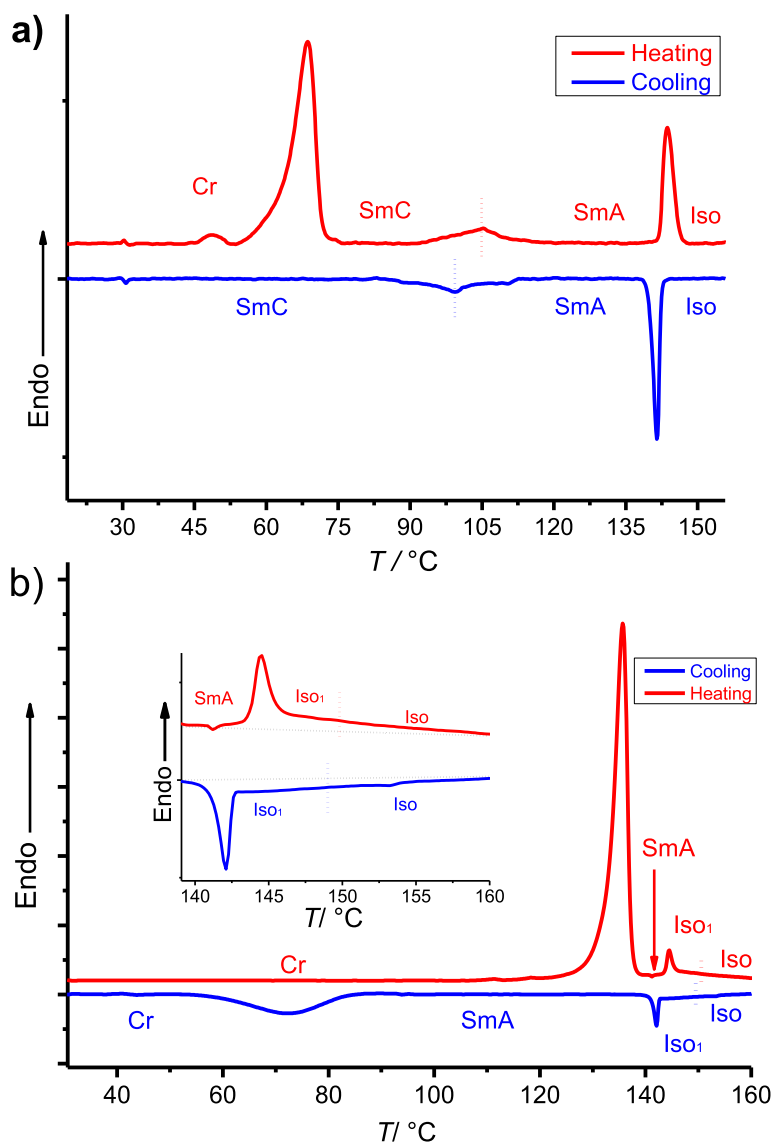 a)
Heating
Cooling
Cr
SmC
SmA
Iso
SmC
SmA
Iso
Endo
30 45 60 75 90 105 120 135 150
T / °C
b)
Cooling
Heating
SmA
Iso₁
Iso
Iso₁
Iso
Endo
140 145 150 155 160
T/ °C
SmA
Iso₁
Cr
Iso
Cr
SmA
Iso
Iso₁
Endo
40 60 80 100 120 140 160
T/ °C